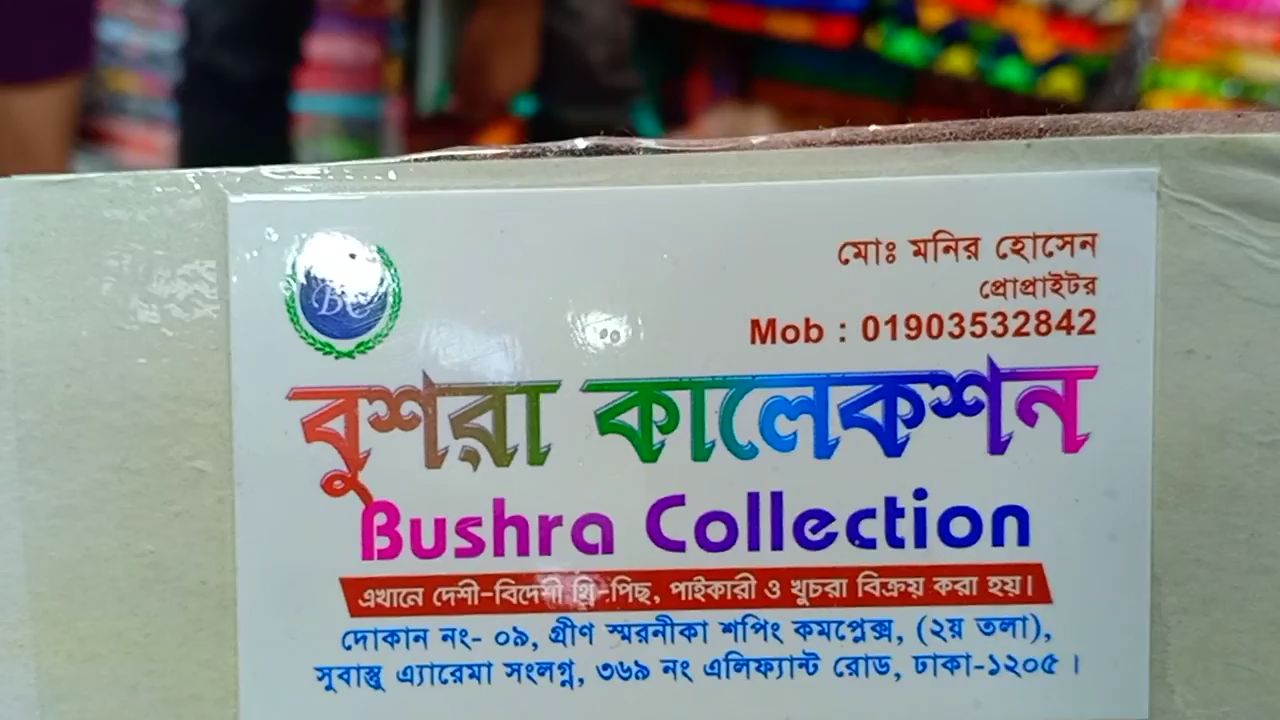 BC
মোঃ মনির হোসেন
প্রোপ্রাইটর
Mob : 01903532842
বুশরা কালেকশন
Bushra Collection
এখানে দেশী-বিদেশী থ্রি-পিছ, পাইকারী ও খুচরা বিক্রয় করা হয়।
দোকান নং- ০৯, গ্রীণ স্মরনীকা শপিং কমপ্লেক্স, (২য় তলা),
সুবাস্তু এ্যারেমা সংলগ্ন, ৩৬৯ নং এলিফ্যান্ট রোড, ঢাকা-১২০৫।